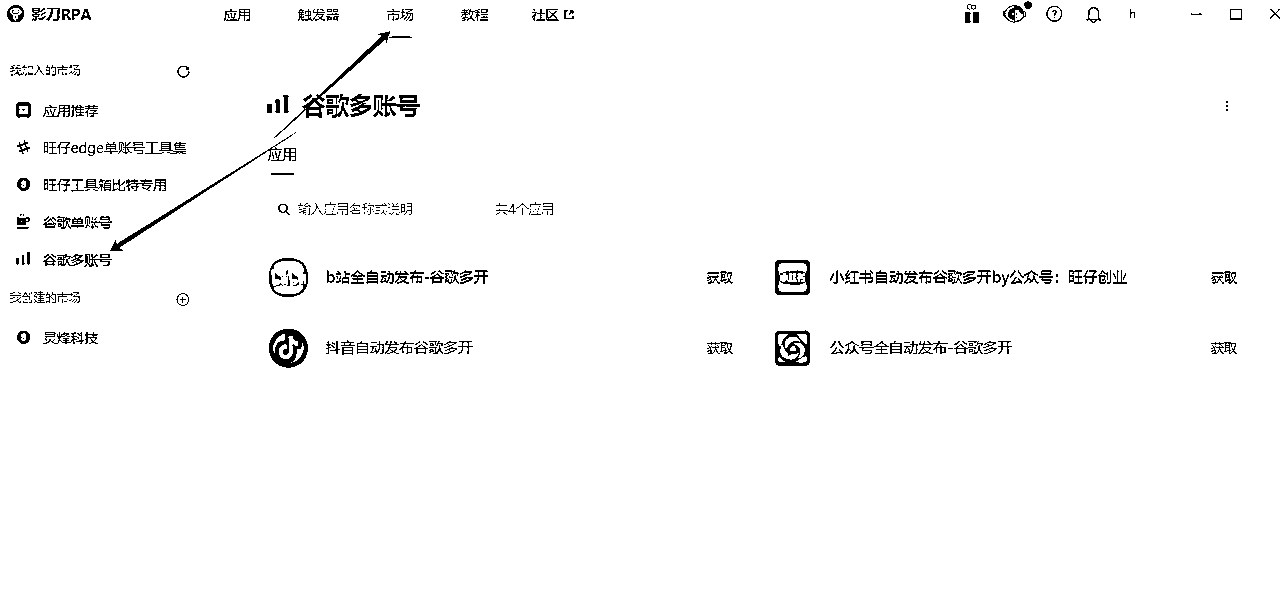 影刀RPA
应用 触发器 市场 教程 社区
h
我加入的市场
应用推荐
旺仔edge单账号工具集
旺仔工具箱比特专用
谷歌单账号
谷歌多账号
我创建的市场
灵烽科技
谷歌多账号
应用
输入应用名称或说明 共4个应用
b站全自动发布-谷歌多开 获取
小红书自动发布谷歌多开by公众号：旺仔创业 获取
抖音自动发布谷歌多开 获取
公众号全自动发布-谷歌多开 获取